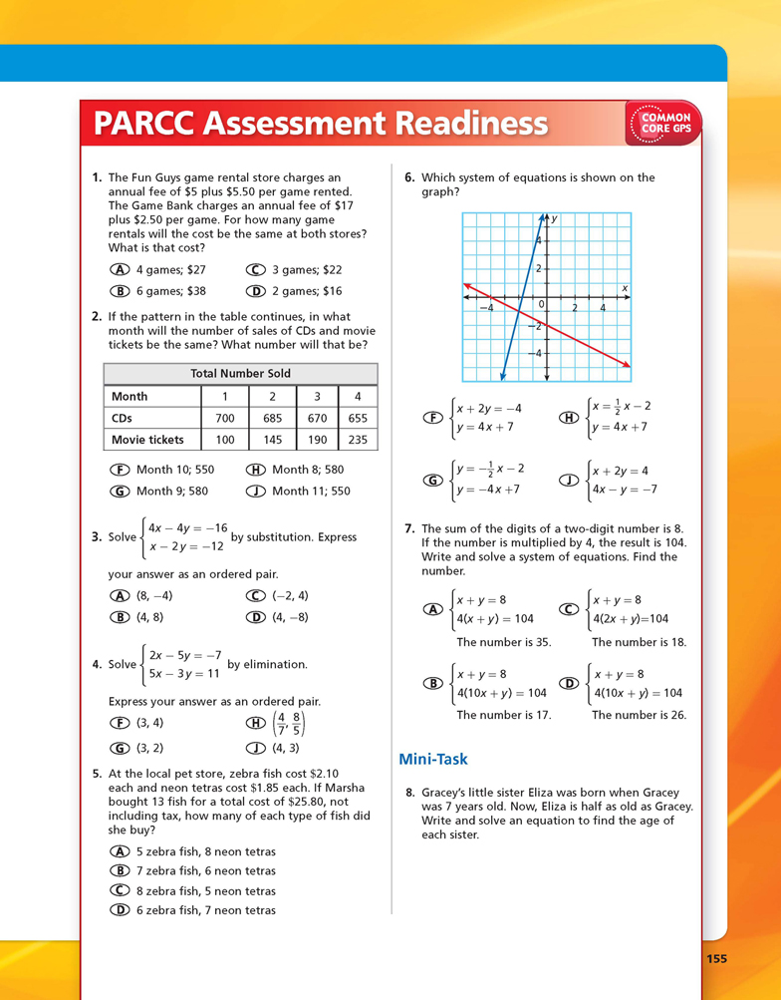 PARCC Assessment Readiness
COMMON
CORE GPS
1. The Fun Guys game rental store charges an
annual fee of $5 plus $5.50 per game rented.
The Game Bank charges an annual fee of $17
plus $2.50 per game. For how many game
rentals will the cost be the same at both stores?
What is that cost?
A 4 games; $27
C 3 games; $22
B 6 games; $38
D 2 games; $16
2. If the pattern in the table continues, in what
month will the number of sales of CDs and movie
tickets be the same? What number will that be?
Total Number Sold
Month 1 2 3 4
CDs 700 685 670 655
Movie tickets 100 145 190 235
F Month 10; 550
H Month 8; 580
G Month 9; 580
J Month 11; 550
3. Solve { 4x − 4y = −16
x − 2y = −12 by substitution. Express
your answer as an ordered pair.
A (8, −4)
C (−2, 4)
B (4, 8)
D (4, −8)
4. Solve { 2x − 5y = −7
5x − 3y = 11 by elimination.
Express your answer as an ordered pair.
F (3, 4)
H (4/7, 8/5)
G (3, 2)
J (4, 3)
5. At the local pet store, zebra fish cost $2.10
each and neon tetras cost $1.85 each. If Marsha
bought 13 fish for a total cost of $25.80, not
including tax, how many of each type of fish did
she buy?
A 5 zebra fish, 8 neon tetras
B 7 zebra fish, 6 neon tetras
C 8 zebra fish, 5 neon tetras
D 6 zebra fish, 7 neon tetras
6. Which system of equations is shown on the
graph?
y
4
2
x
−4 0 2 4
−2
−4
F { x + 2y = −4
y = 4x + 7
H { x = 1/2 x − 2
y = 4x + 7
G { y = −1/2 x − 2
y = −4x + 7
J { x + 2y = 4
4x − y = −7
7. The sum of the digits of a two-digit number is 8.
If the number is multiplied by 4, the result is 104.
Write and solve a system of equations. Find the
number.
A { x + y = 8
4(x + y) = 104
The number is 35.
C { x + y = 8
4(2x + y)=104
The number is 18.
B { x + y = 8
4(10x + y) = 104
The number is 17.
D { x + y = 8
4(10x + y) = 104
The number is 26.
Mini-Task
8. Gracey's little sister Eliza was born when Gracey
was 7 years old. Now, Eliza is half as old as Gracey.
Write and solve an equation to find the age of
each sister.
155